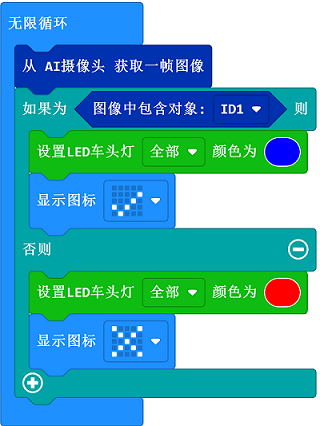 无限循环
从 AI摄像头 获取一帧图像
如果为 图像中包含对象: ID1 则
设置LED车头灯 全部 颜色为
显示图标
否则
设置LED车头灯 全部 颜色为
显示图标